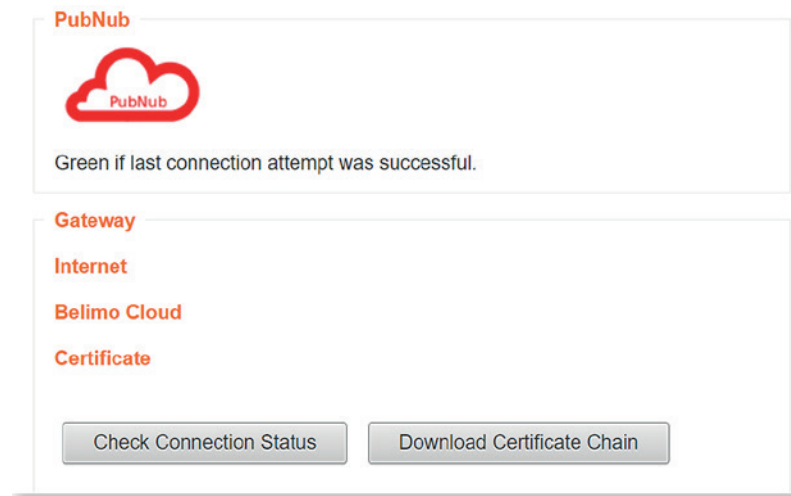 PubNub
PubNub
Green if last connection attempt was successful.
Gateway
Internet
Belimo Cloud
Certificate
Check Connection Status
Download Certificate Chain